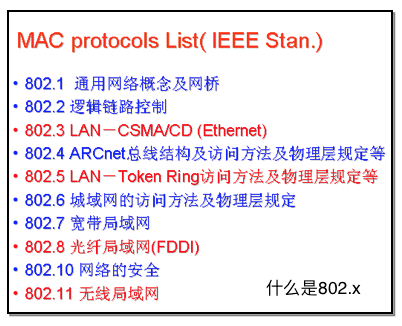 MAC protocols List( IEEE Stan.)
• 802.1 通用网络概念及网桥
• 802.2 逻辑链路控制
• 802.3 LAN－CSMA/CD (Ethernet)
• 802.4 ARCnet总线结构及访问方法及物理层规定等
• 802.5 LAN－Token Ring访问方法及物理层规定等
• 802.6 城域网的访问方法及物理层规定
• 802.7 宽带局域网
• 802.8 光纤局域网(FDDI)
• 802.10 网络的安全
• 802.11 无线局域网
什么是802.x